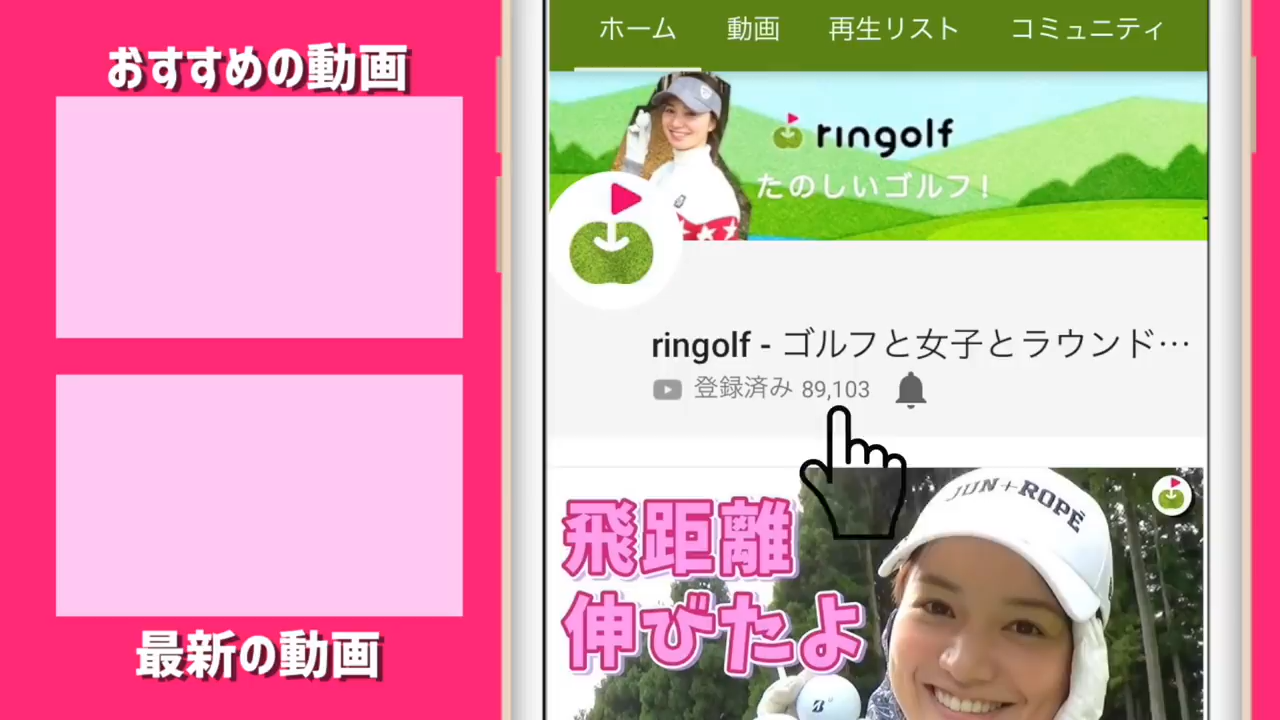 おすすめの動画
最新の動画
ホーム 動画 再生リスト コミュニティ
ringolf
たのしいゴルフ!
ringolf - ゴルフと女子とラウンド…
登録済み 89,103
JUN+ROPÉ
飛距離
伸びたよ
B